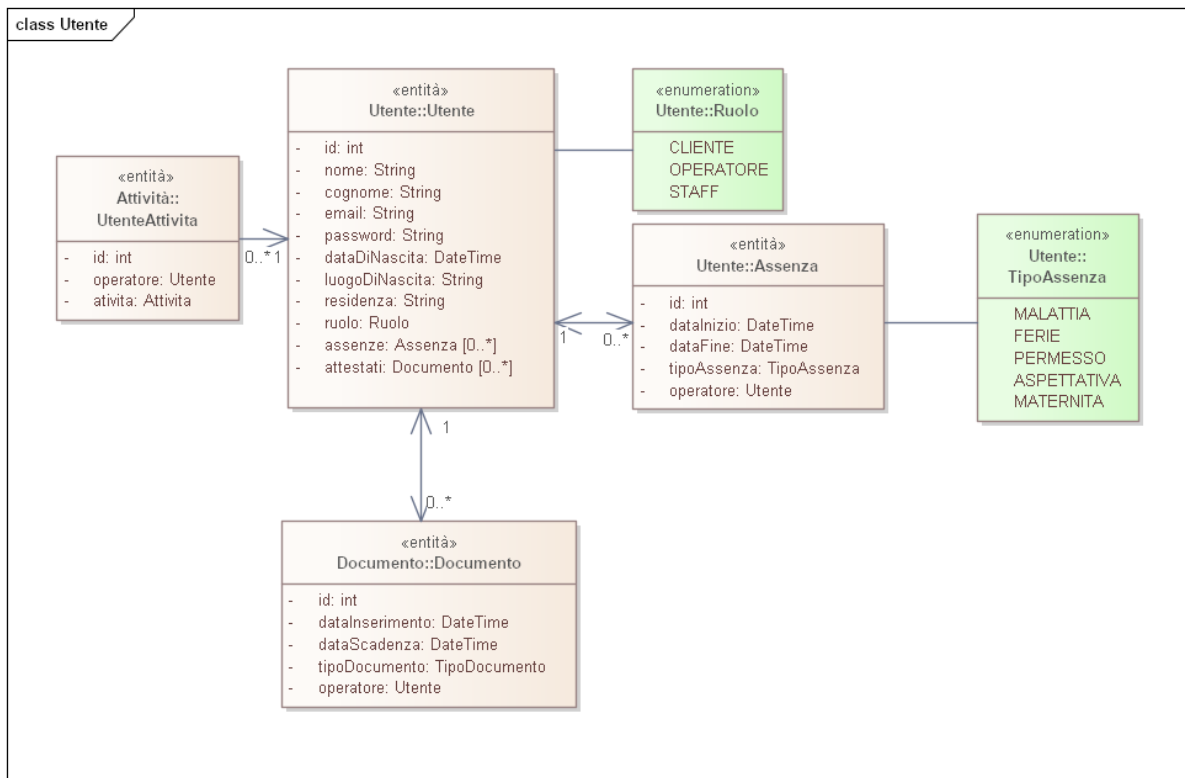 class Utente
«entità»
Utente::Utente
- id: int
- nome: String
- cognome: String
- email: String
- password: String
- dataDiNascita: DateTime
- luogoDiNascita: String
- residenza: String
- ruolo: Ruolo
- assenze: Assenza [0..*]
- attestati: Documento [0..*]
«enumeration»
Utente::Ruolo
CLIENTE
OPERATORE
STAFF
«entità»
Attività::
UtenteAttivita
- id: int
- operatore: Utente
- ativita: Attivita
0..*
1
«entità»
Utente::Assenza
- id: int
- dataInizio: DateTime
- dataFine: DateTime
- tipoAssenza: TipoAssenza
- operatore: Utente
1
0..*
«enumeration»
Utente::
TipoAssenza
MALATTIA
FERIE
PERMESSO
ASPETTATIVA
MATERNITA
1
0..*
«entità»
Documento::Documento
- id: int
- dataInserimento: DateTime
- dataScadenza: DateTime
- tipoDocumento: TipoDocumento
- operatore: Utente